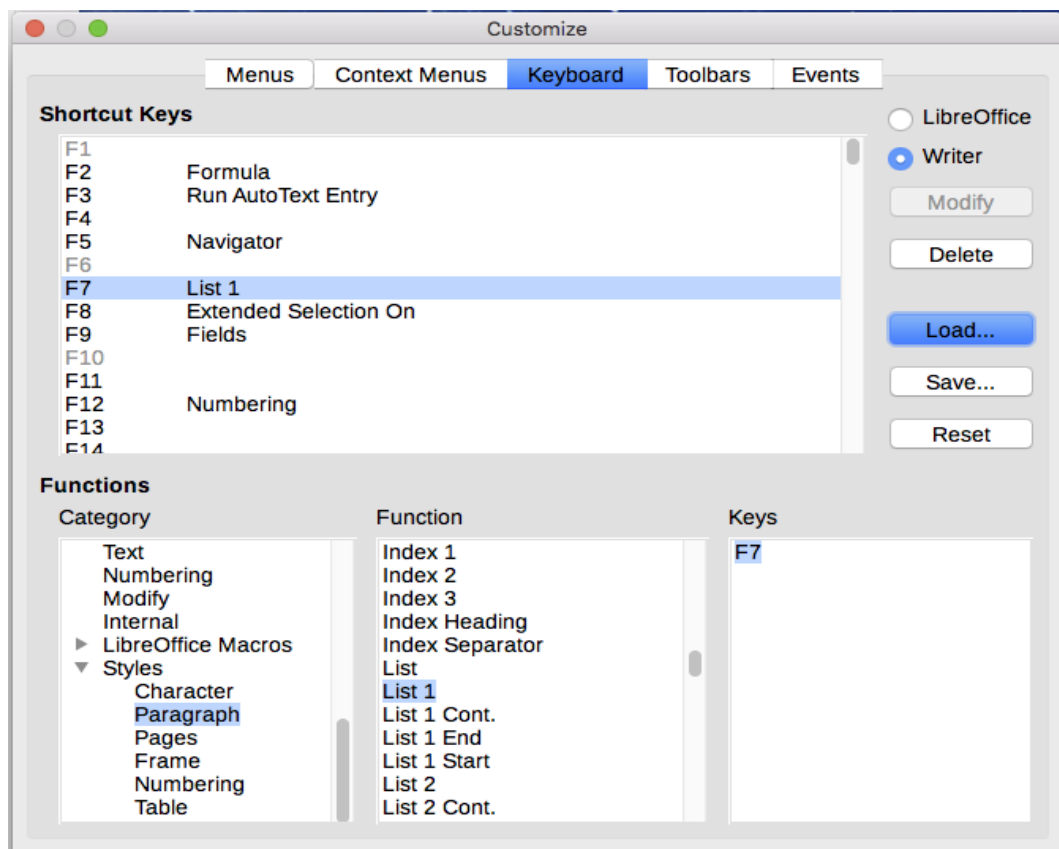 Customize
Menus Context Menus Keyboard Toolbars Events
Shortcut Keys
F1
F2 Formula
F3 Run AutoText Entry
F4
F5 Navigator
F6
F7 List 1
F8 Extended Selection On
F9 Fields
F10
F11
F12 Numbering
F13
F14
LibreOffice
Writer
Modify
Delete
Load...
Save...
Reset
Functions
Category
Text
Numbering
Modify
Internal
LibreOffice Macros
Styles
Character
Paragraph
Pages
Frame
Numbering
Table
Function
Index 1
Index 2
Index 3
Index Heading
Index Separator
List
List 1
List 1 Cont.
List 1 End
List 1 Start
List 2
List 2 Cont.
Keys
F7